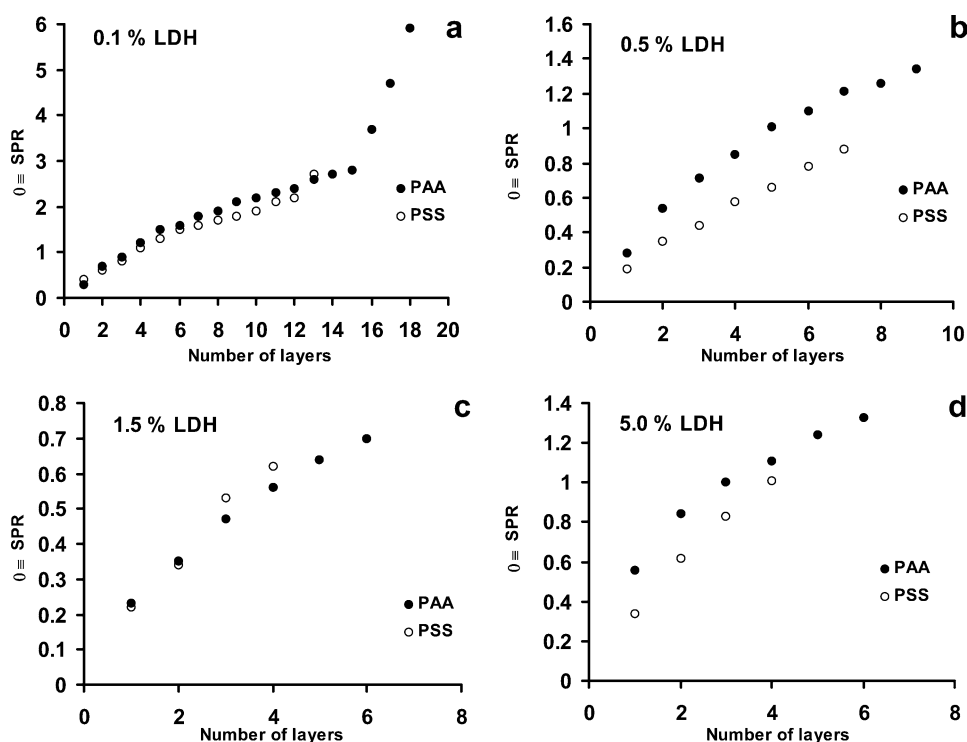 a
0.1 % LDH
6
5
4
3
2
1
0
0≡ SPR
PAA
PSS
0 2 4 6 8 10 12 14 16 18 20
Number of layers
b
0.5 % LDH
1.6
1.4
1.2
1
0.8
0.6
0.4
0.2
0
0≡ SPR
PAA
PSS
0 2 4 6 8 10
Number of layers
c
1.5 % LDH
0.8
0.7
0.6
0.5
0.4
0.3
0.2
0.1
0
0≡ SPR
PAA
PSS
0 2 4 6 8
Number of layers
d
5.0 % LDH
1.4
1.2
1
0.8
0.6
0.4
0.2
0
0≡ SPR
PAA
PSS
0 2 4 6 8
Number of layers